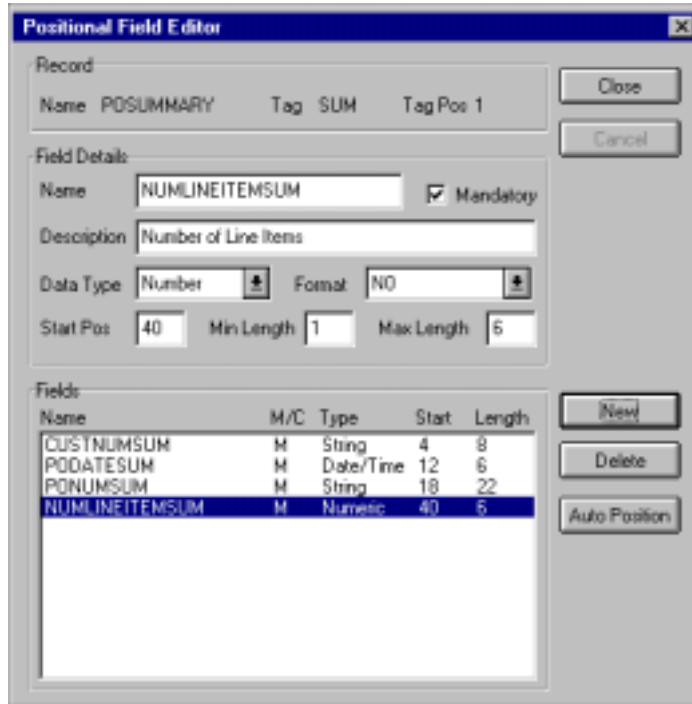 Positional Field Editor
Record
Name POSUMMARY Tag SUM Tag Pos 1
Close
Cancel
Field Details
Name NUMLINEITEMSUM Mandatory
Description Number of Line Items
Data Type Number Format N0
Start Pos 40 Min Length 1 Max Length 6
Fields
Name M/C Type Start Length
CUSTNUMSUM M String 4 8
PODATESUM M Date/Time 12 6
PONUMSUM M String 18 22
NUMLINEITEMSUM M Numeric 40 6
New
Delete
Auto Position